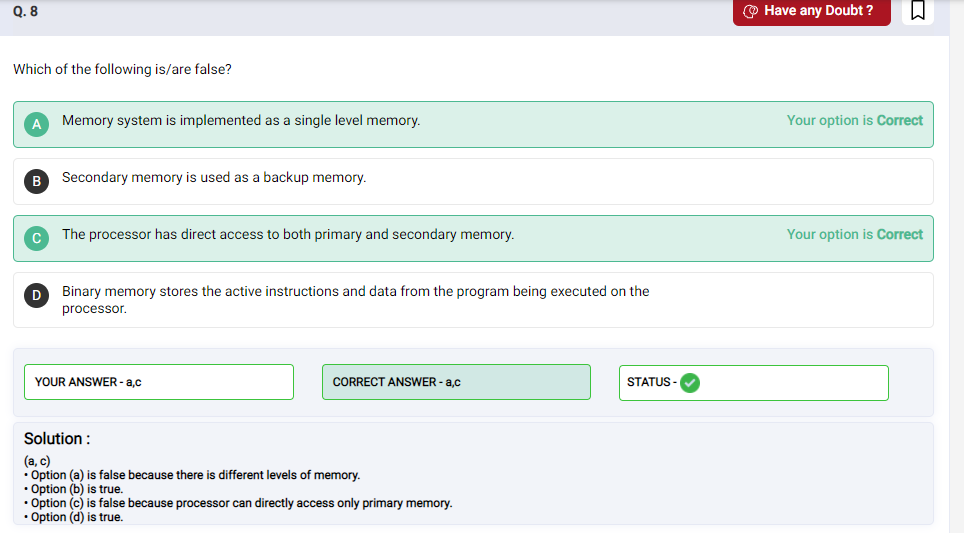 Q. 8
Have any Doubt ?
Which of the following is/are false?
A Memory system is implemented as a single level memory. Your option is Correct
B Secondary memory is used as a backup memory.
C The processor has direct access to both primary and secondary memory. Your option is Correct
D Binary memory stores the active instructions and data from the program being executed on the
processor.
YOUR ANSWER - a,c CORRECT ANSWER - a,c STATUS -
Solution :
(a, c)
• Option (a) is false because there is different levels of memory.
• Option (b) is true.
• Option (c) is false because processor can directly access only primary memory.
• Option (d) is true.